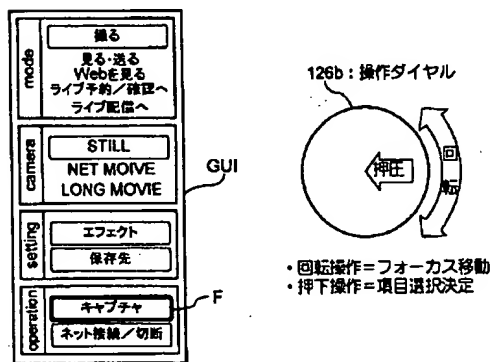 mode
撮る
見る・送る
Webを見る
ライブ予約/確認へ
ライブ配信へ
camera
STILL
NET MOIVE
LONG MOVIE
setting
エフェクト
保存先
operation
キャプチャ
ネット接続/切断
GUI
F
126b:操作ダイヤル
押圧
回転
・回転操作=フォーカス移動
・押下操作=項目選択決定